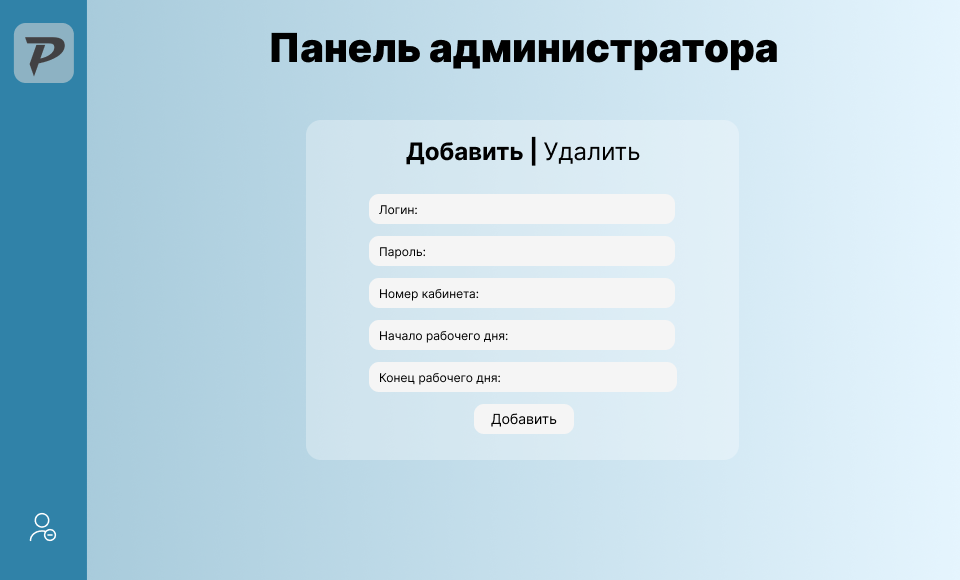 P
Панель администратора
Добавить | Удалить
Логин:
Пароль:
Номер кабинета:
Начало рабочего дня:
Конец рабочего дня:
Добавить